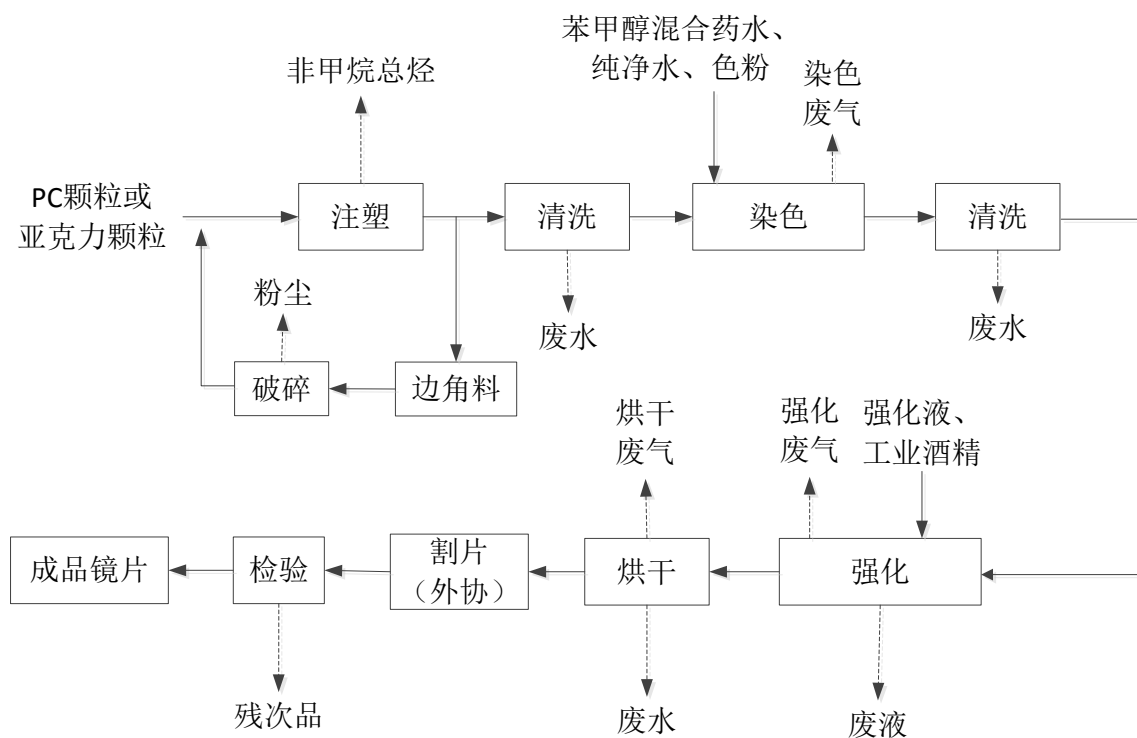 苯甲醇混合药水、
纯净水、色粉
非甲烷总烃
染色
废气
PC颗粒或
亚克力颗粒
注塑
清洗
染色
清洗
粉尘
废水
废水
破碎
边角料
烘干
废气
强化
废气
强化液、
工业酒精
成品镜片
检验
割片
（外协）
烘干
强化
残次品
废水
废液